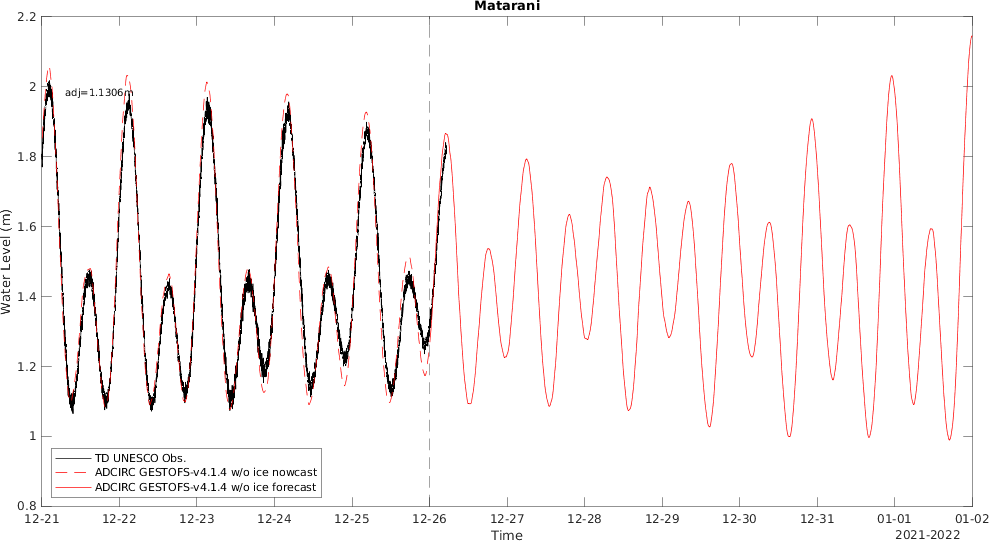 Matarani
2.2
2
1.8
1.6
1.4
1.2
1
0.8
Water Level (m)
adj=1.1306m
TD UNESCO Obs.
ADCIRC GESTOFS-v4.1.4 w/o ice nowcast
ADCIRC GESTOFS-v4.1.4 w/o ice forecast
12-21 12-22 12-23 12-24 12-25 12-26 12-27 12-28 12-29 12-30 12-31 01-01 01-02
Time
2021-2022